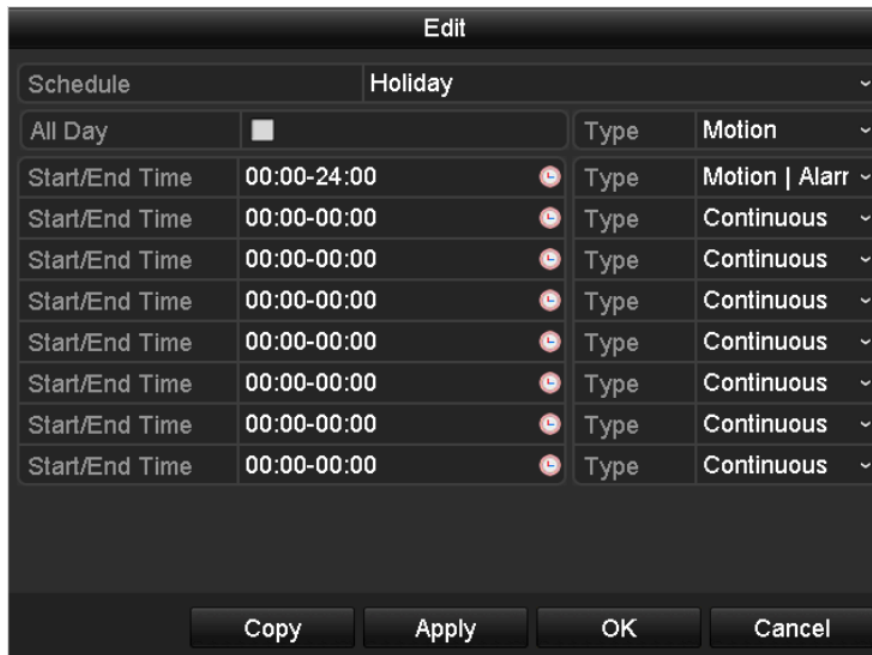 Edit
Schedule Holiday
All Day Type Motion
Start/End Time 00:00-24:00 Type Motion | Alarr
Start/End Time 00:00-00:00 Type Continuous
Start/End Time 00:00-00:00 Type Continuous
Start/End Time 00:00-00:00 Type Continuous
Start/End Time 00:00-00:00 Type Continuous
Start/End Time 00:00-00:00 Type Continuous
Start/End Time 00:00-00:00 Type Continuous
Start/End Time 00:00-00:00 Type Continuous
Copy Apply OK Cancel